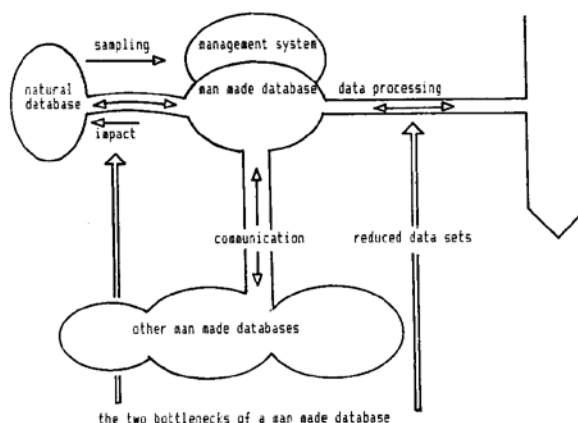 sampling
management system
natural
database
man made database
data processing
impact
communication
reduced data sets
other man made databases
the two bottlenecks of a man made database